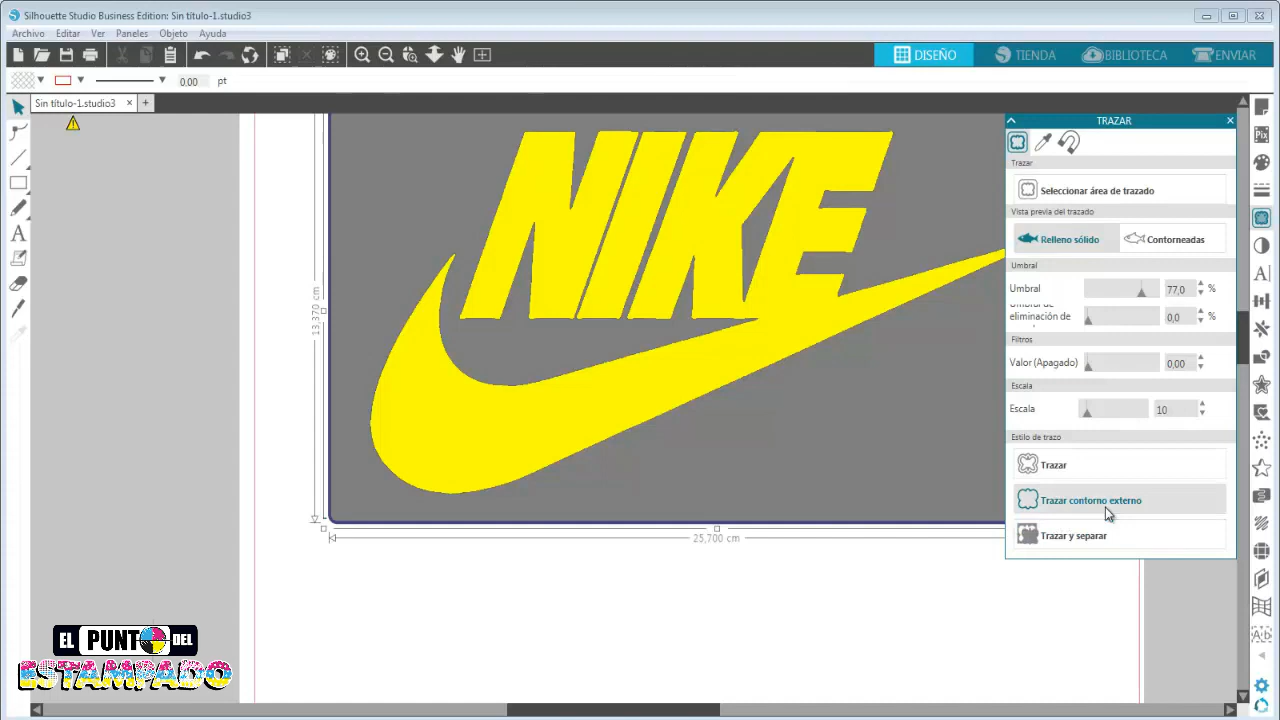 Silhouette Studio Business Edition: Sin título-1.studio3
Archivo Editar Ver Paneles Objeto Ayuda
DISEÑO TIENDA BIBLIOTECA ENVIAR
0.00 pt
Sin título-1.studio3
TRAZAR
Trazar
Seleccionar área de trazado
Vista previa del trazado
Relleno sólido Contorneadas
Umbral
Umbral 77,0 %
Umbral de
eliminación de 0,0 %
Filtros
Valor (Apagado) 0,00
Escala
Escala 10
Estilo de trazo
Trazar
Trazar contorno externo
Trazar y separar
NIKE
13,370 cm
25,700 cm
EL PUNTO DEL
ESTAMPADO